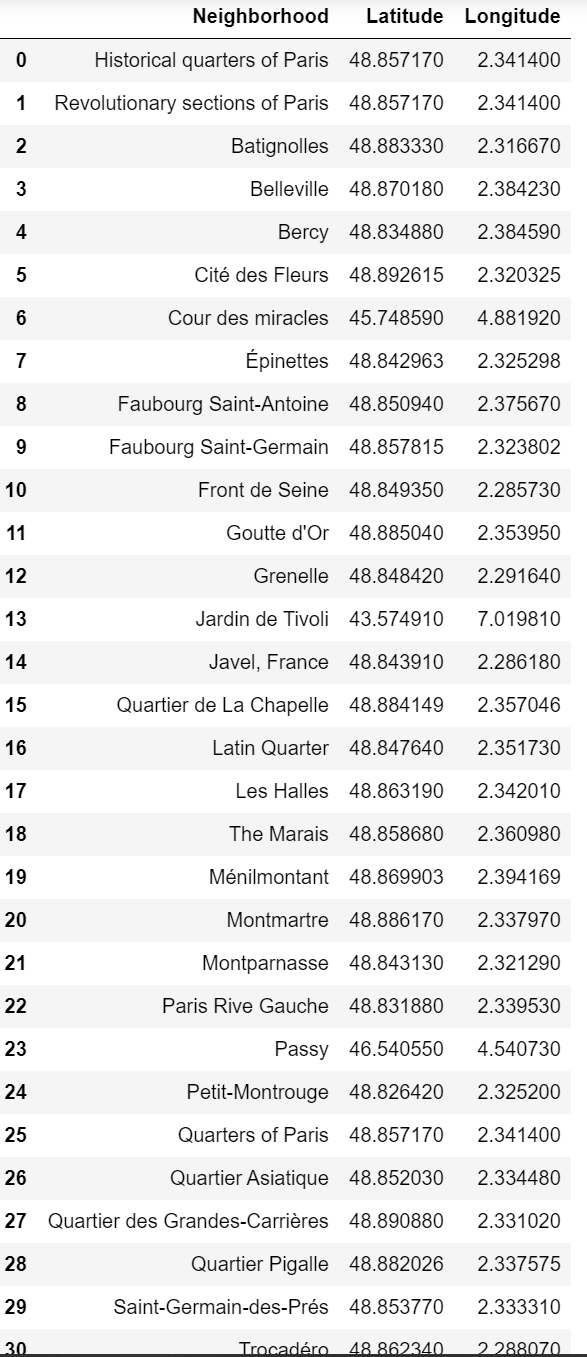 Neighborhood Latitude Longitude
0 Historical quarters of Paris 48.857170 2.341400
1 Revolutionary sections of Paris 48.857170 2.341400
2 Batignolles 48.883330 2.316670
3 Belleville 48.870180 2.384230
4 Bercy 48.834880 2.384590
5 Cité des Fleurs 48.892615 2.320325
6 Cour des miracles 45.748590 4.881920
7 Épinettes 48.842963 2.325298
8 Faubourg Saint-Antoine 48.850940 2.375670
9 Faubourg Saint-Germain 48.857815 2.323802
10 Front de Seine 48.849350 2.285730
11 Goutte d'Or 48.885040 2.353950
12 Grenelle 48.848420 2.291640
13 Jardin de Tivoli 43.574910 7.019810
14 Javel, France 48.843910 2.286180
15 Quartier de La Chapelle 48.884149 2.357046
16 Latin Quarter 48.847640 2.351730
17 Les Halles 48.863190 2.342010
18 The Marais 48.858680 2.360980
19 Ménilmontant 48.869903 2.394169
20 Montmartre 48.886170 2.337970
21 Montparnasse 48.843130 2.321290
22 Paris Rive Gauche 48.831880 2.339530
23 Passy 46.540550 4.540730
24 Petit-Montrouge 48.826420 2.325200
25 Quarters of Paris 48.857170 2.341400
26 Quartier Asiatique 48.852030 2.334480
27 Quartier des Grandes-Carrières 48.890880 2.331020
28 Quartier Pigalle 48.882026 2.337575
29 Saint-Germain-des-Prés 48.853770 2.333310
30 Trocadéro 48.862340 2.288070